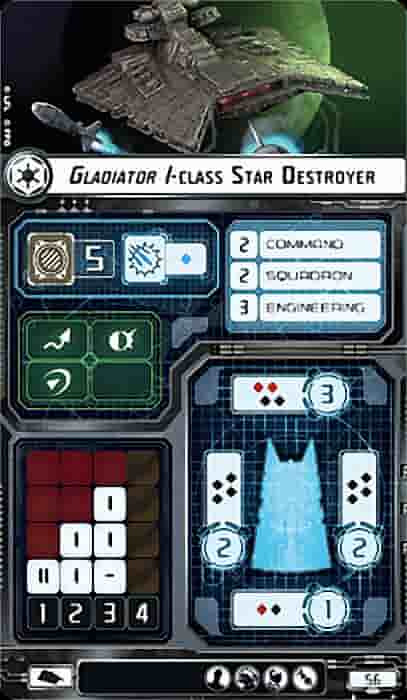 GLADIATOR I-CLASS STAR DESTROYER
5
2 COMMAND
2 SQUADRON
3 ENGINEERING
3
2 2
1
I
I I
II I -
1 2 3 4
56